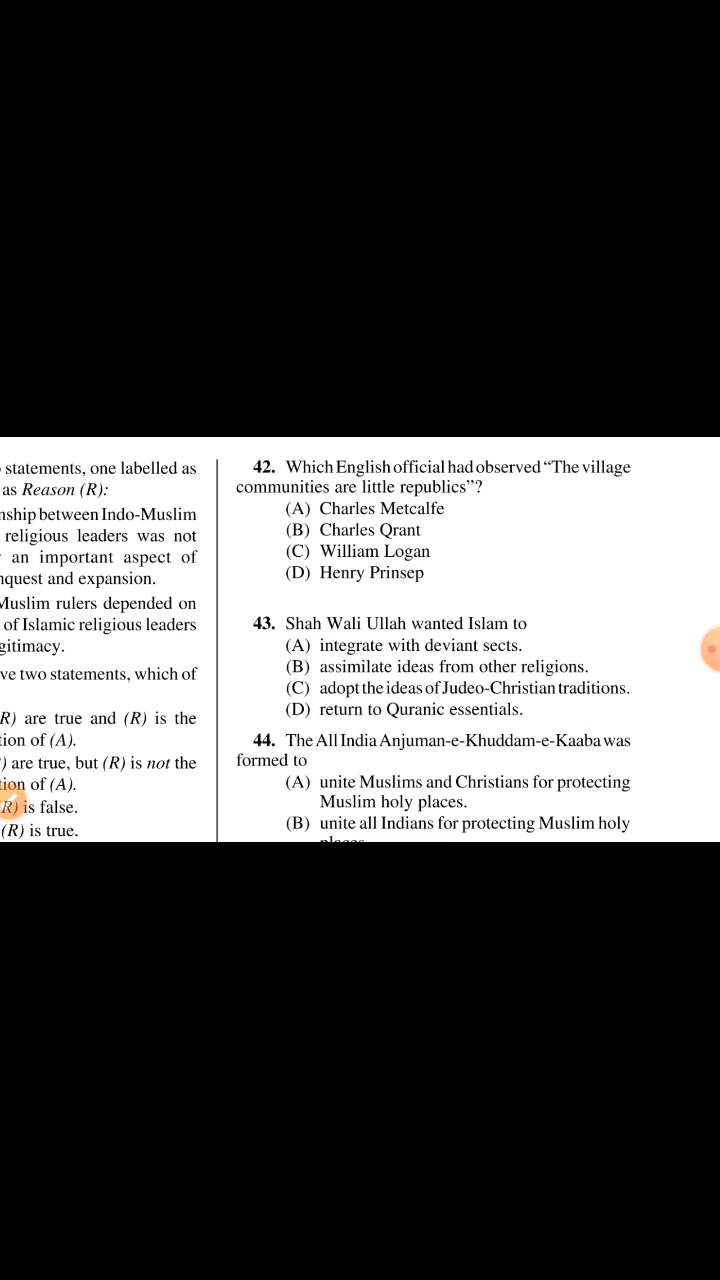 statements, one labelled as
as Reason (R):
between Indo-Muslim
religious leaders was not
an important aspect of
and expansion.
Muslim rulers depended on
of Islamic religious leaders
two statements, which of
R) are true and (R) is the
of (A).
) are true, but (R) is not the
of (A).
R) is false.
(R) is true.
42. Which English official had observed “The village
communities are little republics”?
(A) Charles Metcalfe
(B) Charles Qrant
(C) William Logan
(D) Henry Prinsep
43. Shah Wali Ullah wanted Islam to
(A) integrate with deviant sects.
(B) assimilate ideas from other religions.
(C) adopt the ideas of Judeo-Christian traditions.
(D) return to Quranic essentials.
44. The All India Anjuman-e-Khuddam-e-Kaaba was
formed to
(A) unite Muslims and Christians for protecting
Muslim holy places.
(B) unite all Indians for protecting Muslim holy